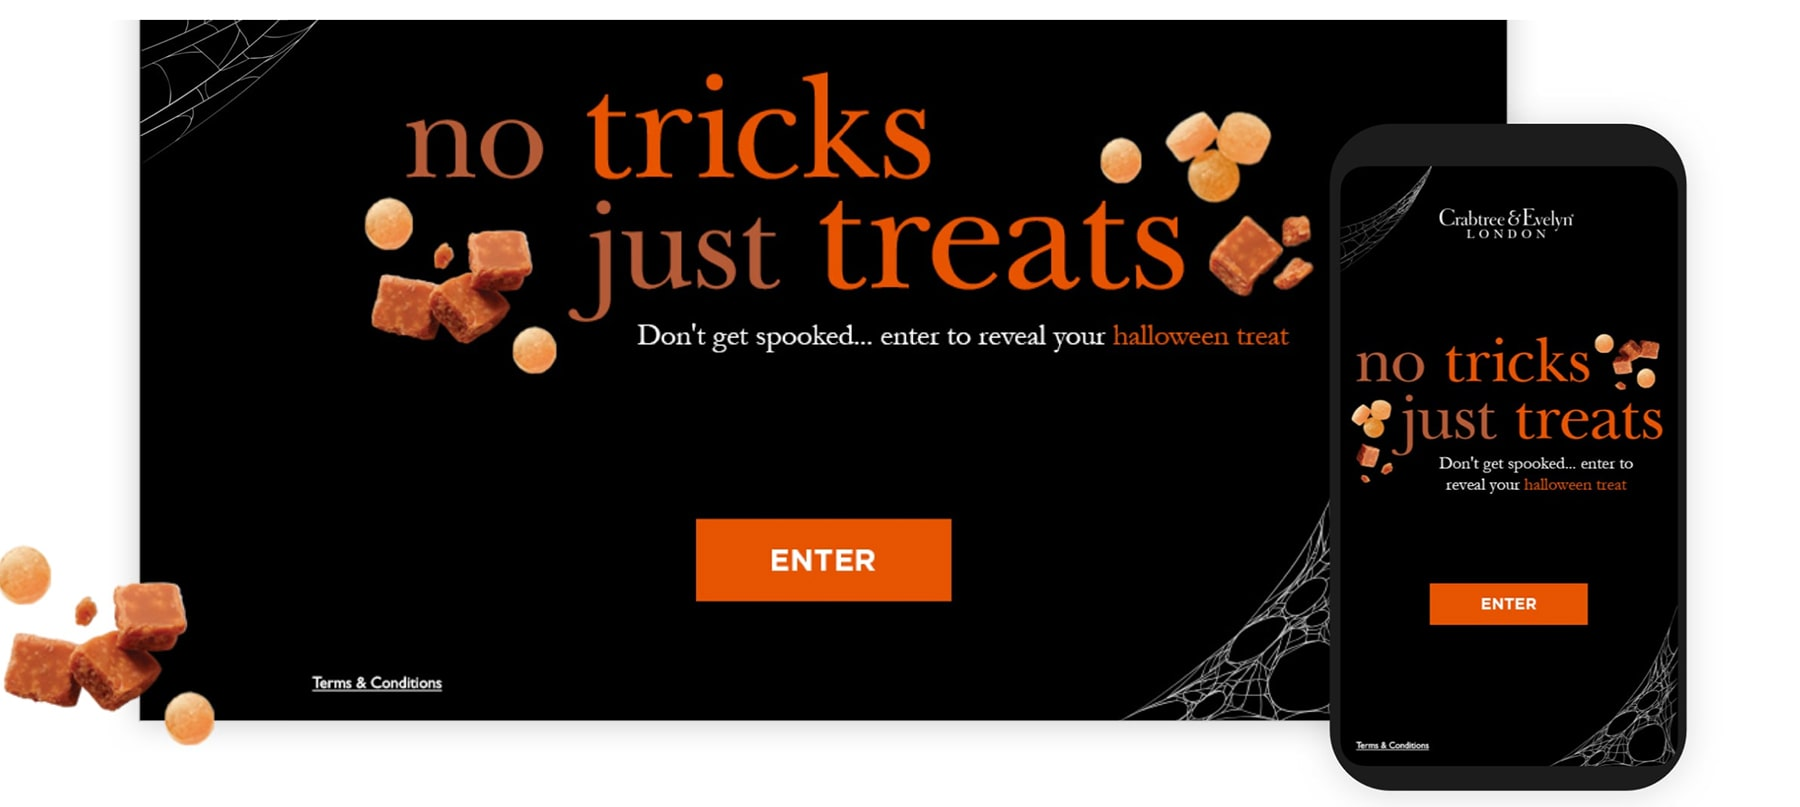 no tricks
just treats
Don't get spooked... enter to reveal your halloween treat
ENTER
Terms & Conditions
Crabtree & Evelyn
LONDON
no tricks
just treats
Don't get spooked... enter to
reveal your halloween treat
ENTER
Terms & Conditions